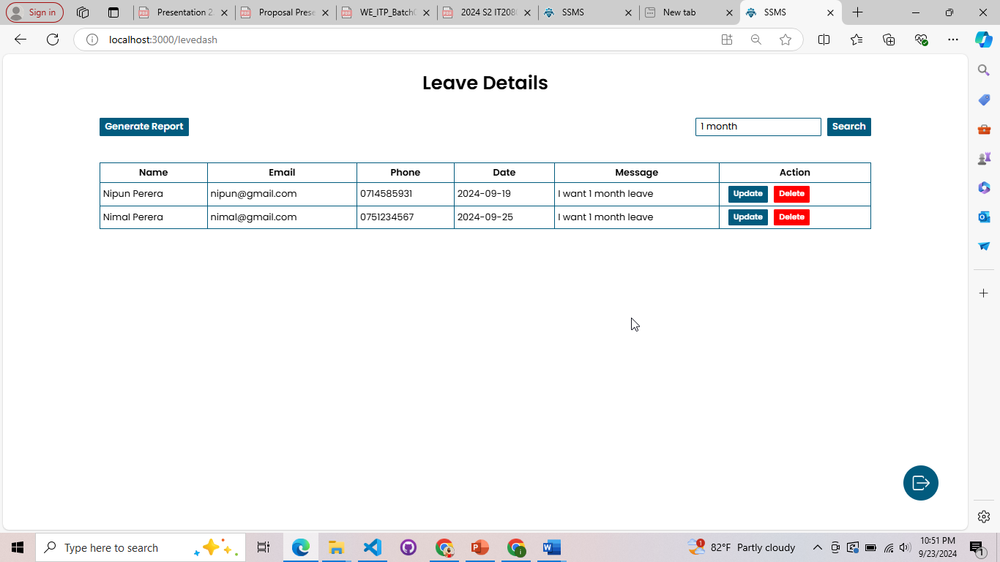 Sign in
Presentation 2.
Proposal Prese
WE_ITP_Batch
2024 S2 IT208
SSMS
New tab
SSMS
localhost:3000/levedash
Leave Details
Generate Report
1 month
Search
Name Email Phone Date Message Action
Nipun Perera nipun@gmail.com 0714585931 2024-09-19 I want 1 month leave Update Delete
Nimal Perera nimal@gmail.com 0751234567 2024-09-25 I want 1 month leave Update Delete
Type here to search
1
82°F Partly cloudy
10:51 PM
9/23/2024
1